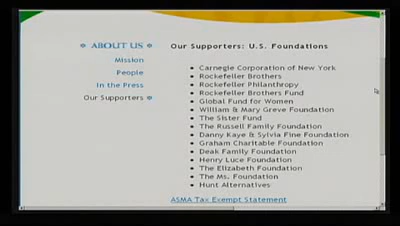 ABOUT US
Mission
People
In the Press
Our Supporters
Our Supporters: U.S. Foundations
Carnegie Corporation of New York
Rockefeller Brothers
Rockefeller Philanthropy
Rockefeller Brothers Fund
Global Fund for Women
William & Mary Greve Foundation
The Sister Fund
The Russell Family Foundation
Danny Kaye & Sylvia Fine Foundation
Graham Charitable Foundation
Deak Family Foundation
Henry Luce Foundation
The Elizabeth Foundation
The Ms. Foundation
Hunt Alternatives
ASMA Tax Exempt Statement